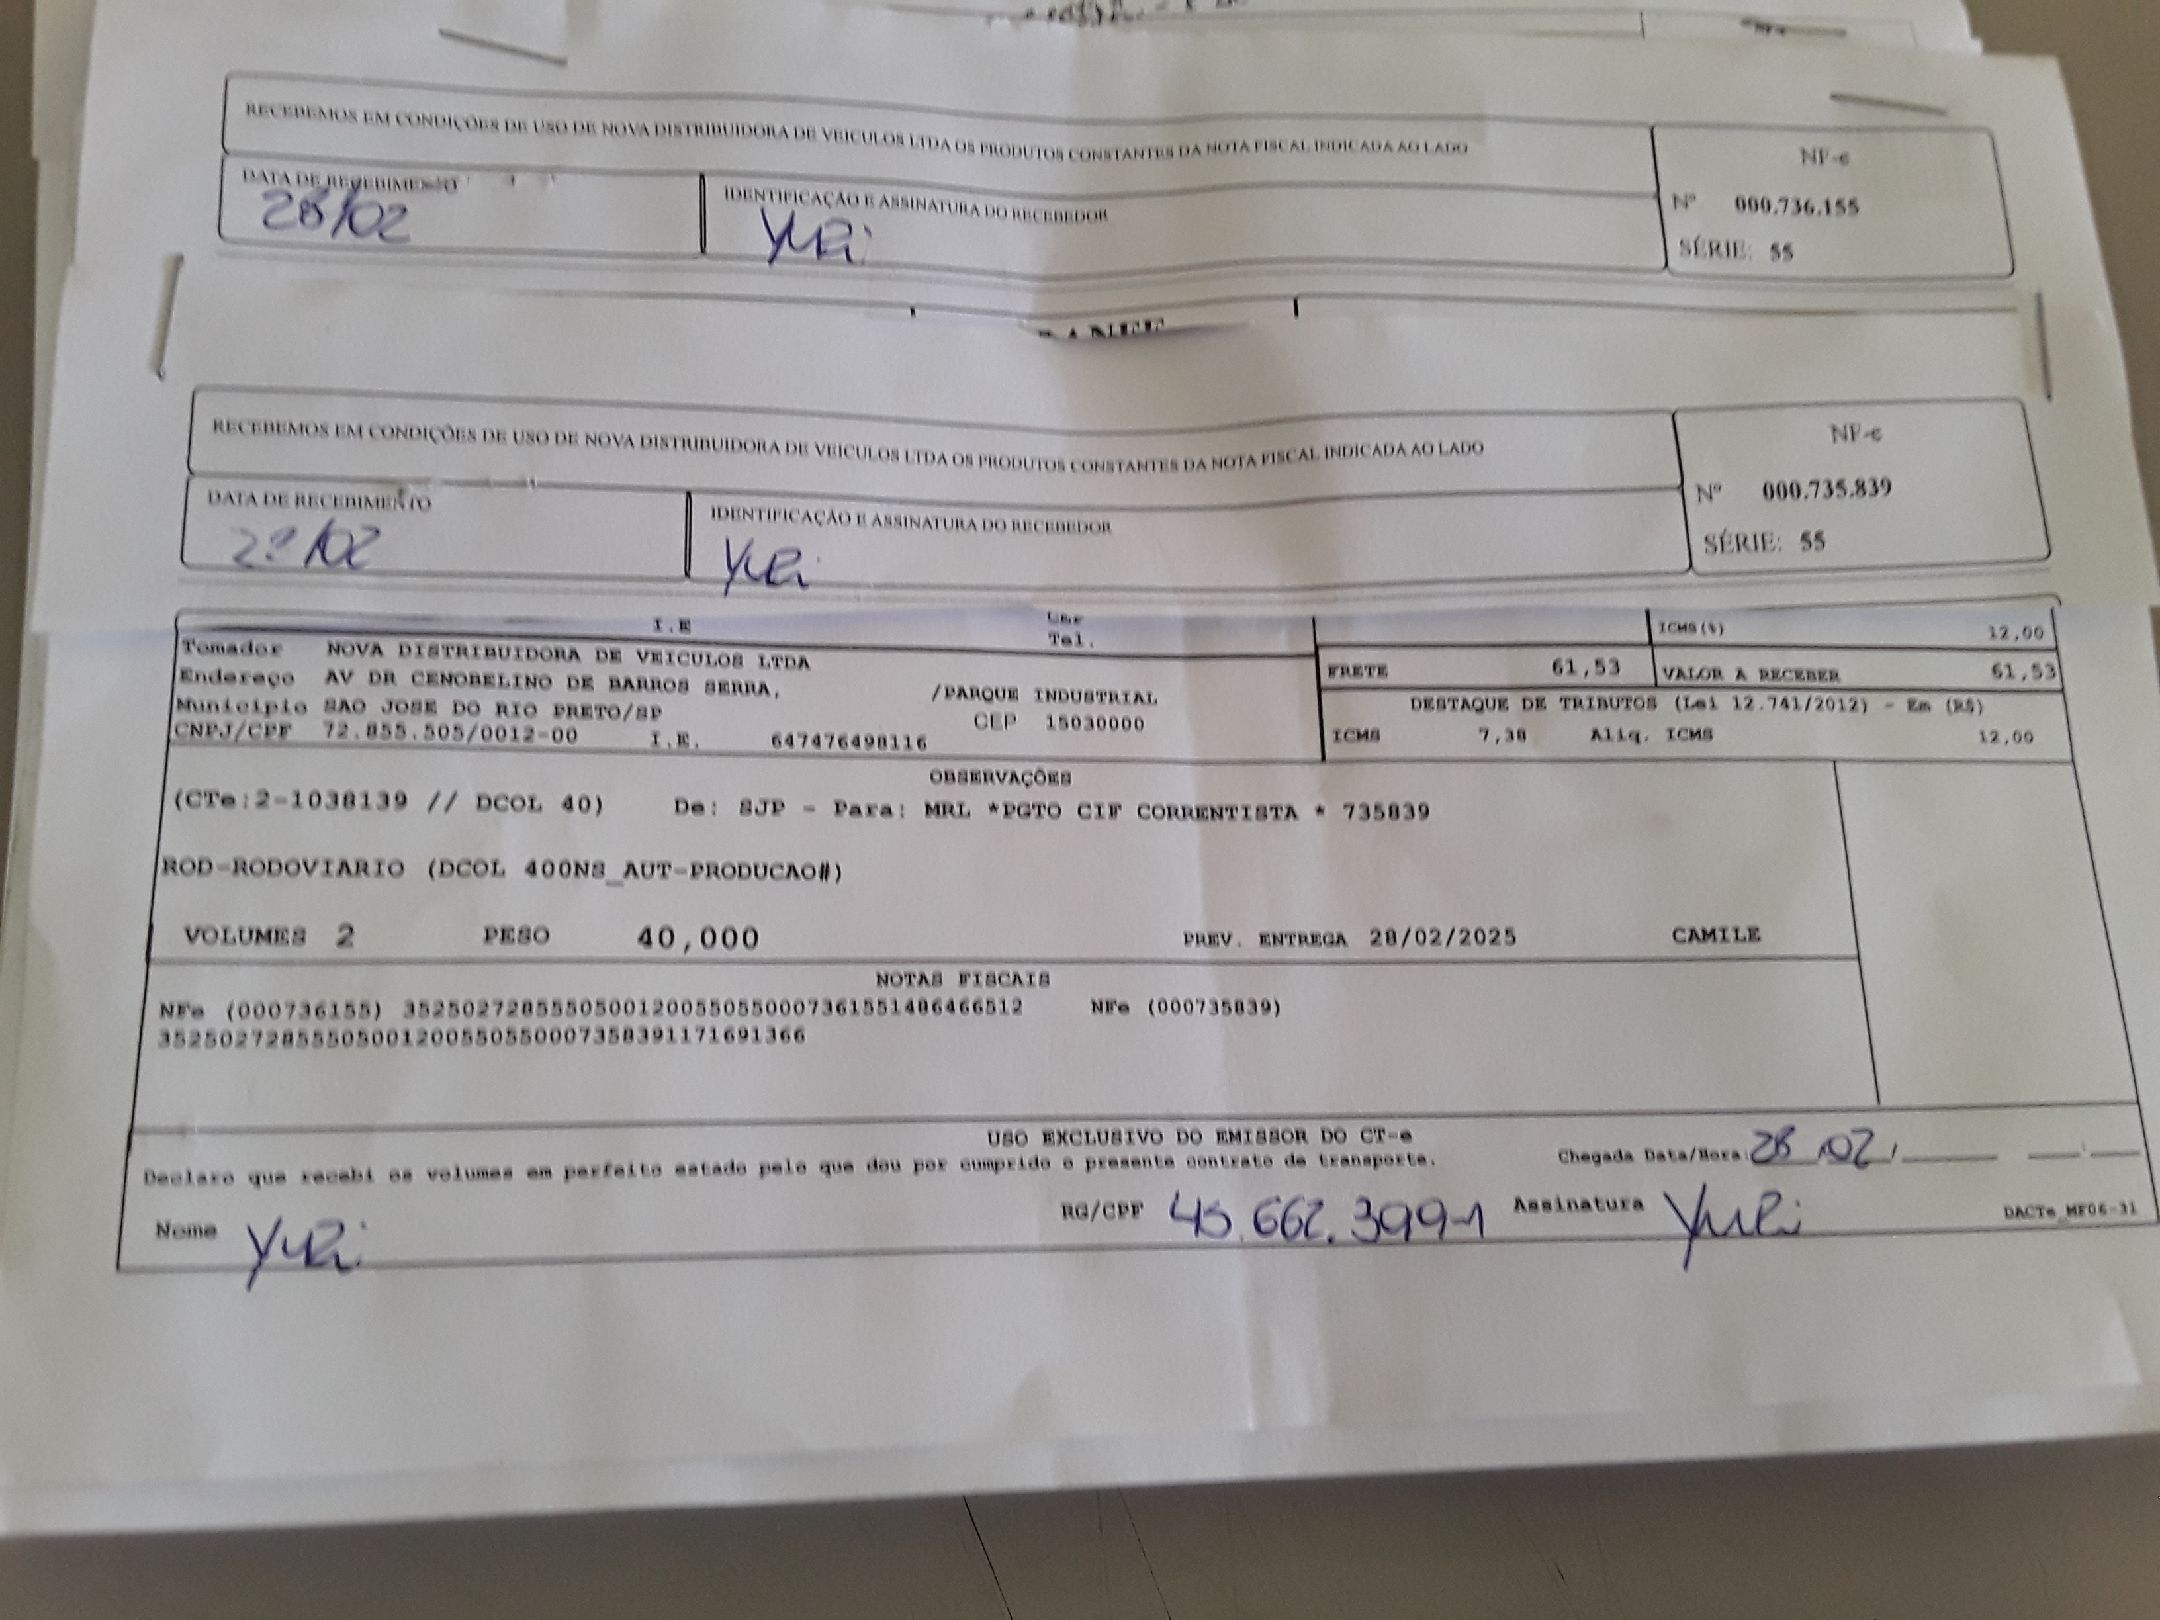 RECEBEMOS EM CONDIÇÕES DE USO DE NOVA DISTRIBUIDORA DE VEICULOS LTDA OS PRODUTOS CONSTANTES DA NOTA FISCAL INDICADA AO LADO
NF-e
Nº 000.736.155
SÉRIE: 55
DATA DE RECEBIMENTO
28/02
IDENTIFICAÇÃO E ASSINATURA DO RECEBEDOR
Yuri
RECEBEMOS EM CONDIÇÕES DE USO DE NOVA DISTRIBUIDORA DE VEICULOS LTDA OS PRODUTOS CONSTANTES DA NOTA FISCAL INDICADA AO LADO
NF-e
Nº 000.735.839
SÉRIE: 55
DATA DE RECEBIMENTO
IDENTIFICAÇÃO E ASSINATURA DO RECEBEDOR
Yuri
I.E
Tel.
ICMS(%) 12,00
Tomador NOVA DISTRIBUIDORA DE VEICULOS LTDA
FRETE 61,53 VALOR A RECEBER 61,53
Endereço AV DR CENOBELINO DE BARROS SERRA, /PARQUE INDUSTRIAL
DESTAQUE DE TRIBUTOS (Lei 12.741/2012) - Em (R$)
Municipio SAO JOSE DO RIO PRETO/SP CEP 15030000
CNPJ/CPF 72.855.505/0012-00 I.E. 647476498116
ICMS 7,38 Aliq. ICMS 12,00
OBSERVAÇÕES
(CTe:2-1038139 // DCOL 40) De: SJP - Para: MRL *PGTO CIF CORRENTISTA * 735839
ROD-RODOVIARIO (DCOL 400NS_AUT-PRODUCAO#)
VOLUMES 2 PESO 40,000 PREV. ENTREGA 28/02/2025 CAMILE
NOTAS FISCAIS
NFe (000736155) 35250272855505001200550550007361551486466512 NFe (000735839)
35250272855505001200550550007358391171691366
USO EXCLUSIVO DO EMISSOR DO CT-e
Declaro que recebi os volumes em perfeito estado pelo que dou por cumprido o presente contrato de transporte. Chegada Data/Hora: 28/02/
Nome Yuri RG/CPF 45.662.399-1 Assinatura Yuri DACTe_MF06-31